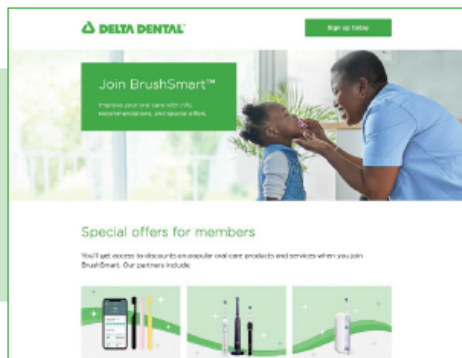 DELTA DENTAL
Sign up today
Join BrushSmart™
Improve your oral care with info,
recommendations, and special offers.
Special offers for members
You'll get access to discounts on popular oral care products and services when you join
BrushSmart. Our partners include: